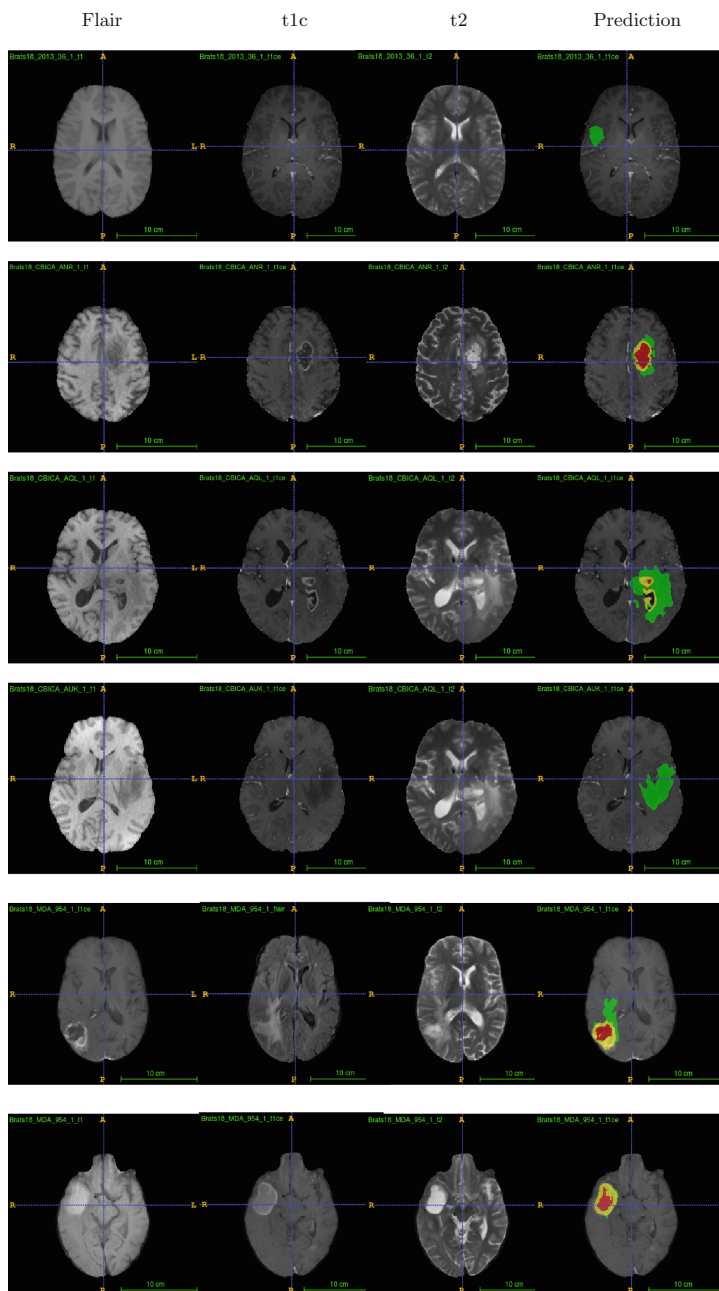 Flair t1c t2 Prediction
Brats18_2013_36_1_t1 A Brats18_2013_36_1_t1ce A Brats18_2013_36_1_t2 A Brats18_2013_36_1_t1ce A
R L R R R
P 10 cm P 10 cm P 10 cm P 10 cm
Brats18_CBICA_ANR_1_t1 A Brats18_CBICA_ANR_1_t1ce A Brats18_CBICA_ANR_1_t2 A Brats18_CBICA_ANR_1_t1ce A
R L R R R
P 10 cm P 10 cm P 10 cm P 10 cm
Brats18_CBICA_AQL_1_t1 A Brats18_CBICA_AQL_1_t1ce A Brats18_CBICA_AQL_1_t2 A Brats18_CBICA_AQL_1_t1ce A
R L R R R
P 10 cm P 10 cm P 10 cm P 10 cm
Brats18_CBICA_AUK_1_t1 A Brats18_CBICA_AUK_1_t1ce A Brats18_CBICA_AQL_1_t2 A Brats18_CBICA_AUK_1_t1ce A
R L R R R
P 10 cm P 10 cm P 10 cm P 10 cm
Brats18_MDA_954_1_t1ce A Brats18_MDA_954_1_flair A Brats18_MDA_954_1_t2 A Brats18_MDA_954_1_t1ce A
R L R R R
P 10 cm P 10 cm P 10 cm P 10 cm
Brats18_MDA_954_1_t1 A Brats18_MDA_954_1_t1ce A Brats18_MDA_954_1_t2 A Brats18_MDA_954_1_t1ce A
R L R R R
P 10 cm P 10 cm P 10 cm P 10 cm